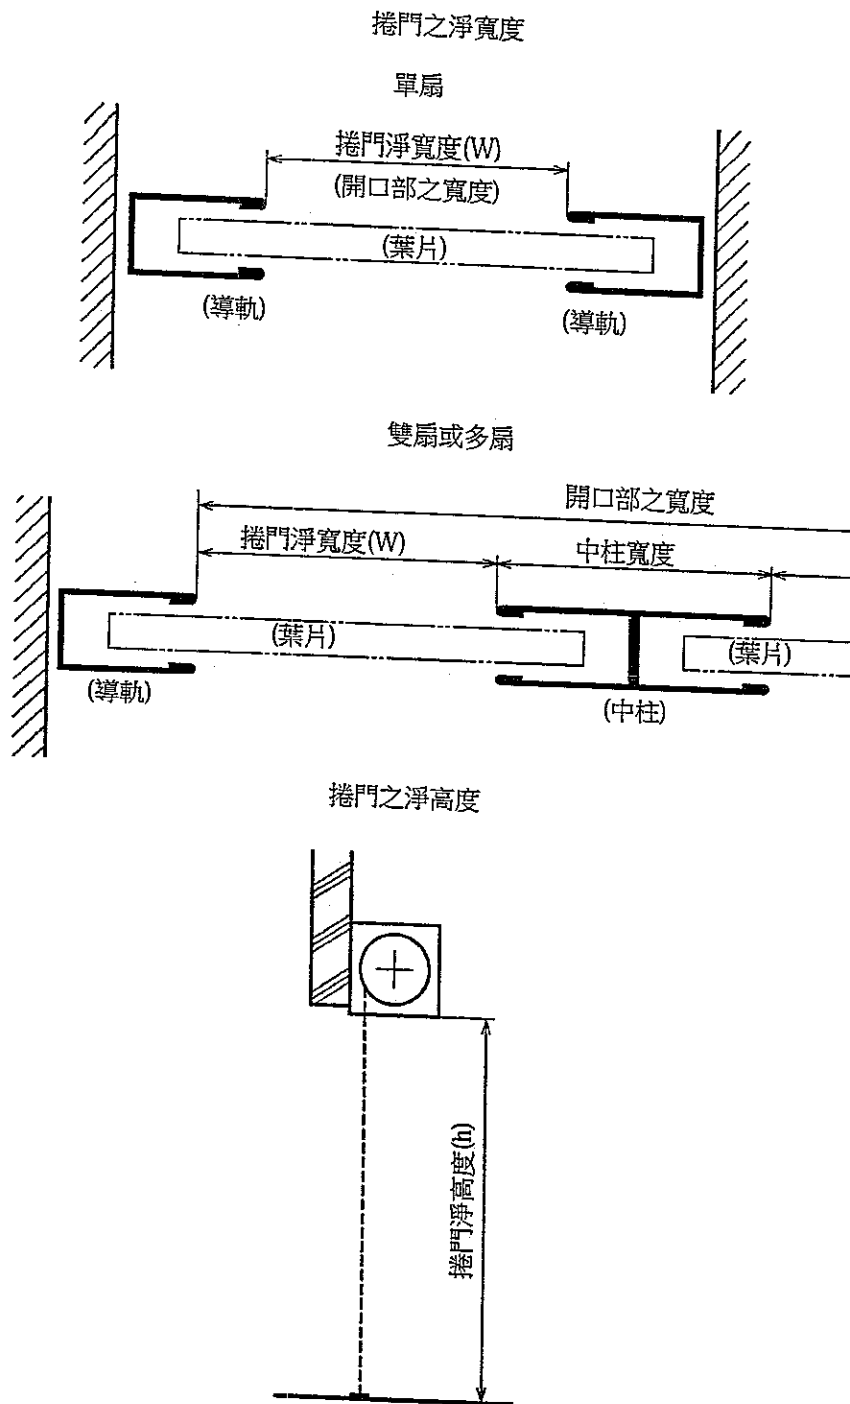 捲門之淨寬度
單扇
捲門淨寬度(W)
(開口部之寬度)
(葉片)
(導軌)
(導軌)
雙扇或多扇
開口部之寬度
捲門淨寬度(W)
中柱寬度
(葉片)
(葉片)
(導軌)
(中柱)
捲門之淨高度
捲門淨高度(h)